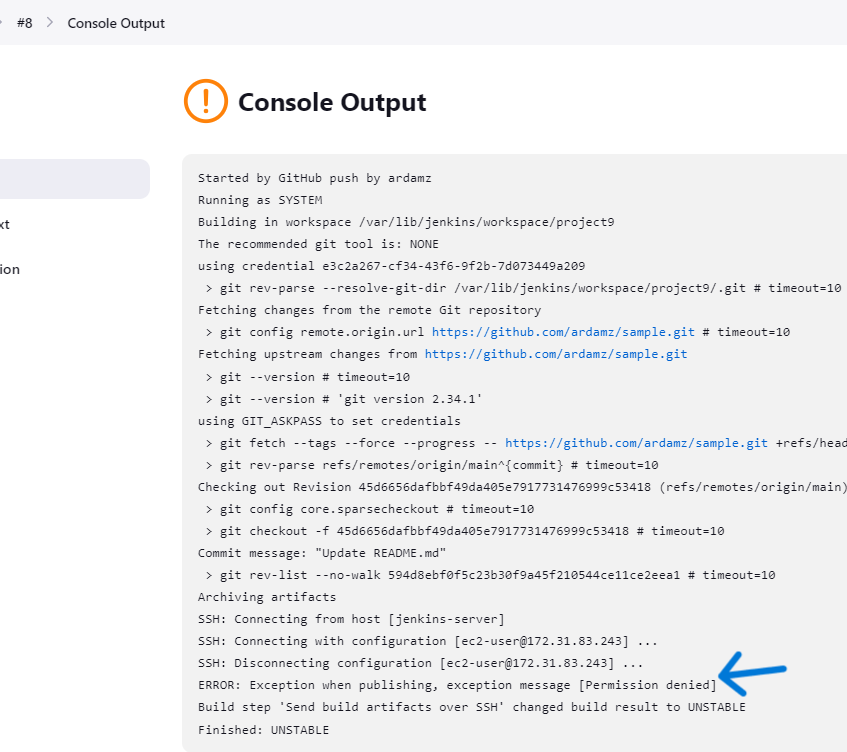 #8 > Console Output
Console Output
xt
ion
Started by GitHub push by ardamz
Running as SYSTEM
Building in workspace /var/lib/jenkins/workspace/project9
The recommended git tool is: NONE
using credential e3c2a267-cf34-43f6-9f2b-7d073449a209
 > git rev-parse --resolve-git-dir /var/lib/jenkins/workspace/project9/.git # timeout=10
Fetching changes from the remote Git repository
 > git config remote.origin.url https://github.com/ardamz/sample.git # timeout=10
Fetching upstream changes from https://github.com/ardamz/sample.git
 > git --version # timeout=10
 > git --version # 'git version 2.34.1'
using GIT_ASKPASS to set credentials
 > git fetch --tags --force --progress -- https://github.com/ardamz/sample.git +refs/head
 > git rev-parse refs/remotes/origin/main^{commit} # timeout=10
Checking out Revision 45d6656dafbbf49da405e7917731476999c53418 (refs/remotes/origin/main)
 > git config core.sparsecheckout # timeout=10
 > git checkout -f 45d6656dafbbf49da405e7917731476999c53418 # timeout=10
Commit message: "Update README.md"
 > git rev-list --no-walk 594d8ebf0f5c23b30f9a45f210544ce11ce2eea1 # timeout=10
Archiving artifacts
SSH: Connecting from host [jenkins-server]
SSH: Connecting with configuration [ec2-user@172.31.83.243] ...
SSH: Disconnecting configuration [ec2-user@172.31.83.243] ...
ERROR: Exception when publishing, exception message [Permission denied]
Build step 'Send build artifacts over SSH' changed build result to UNSTABLE
Finished: UNSTABLE